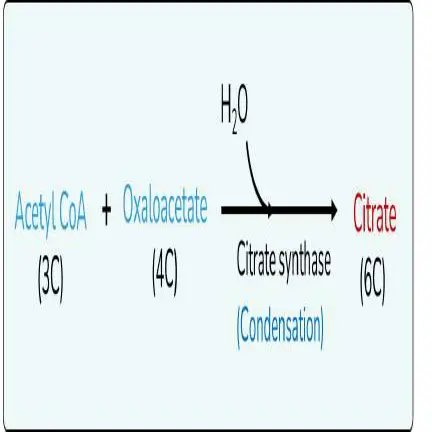 H₂O
Acetyl CoA + Oxaloacetate Citrate
(3C) (4C) Citrate synthase (6C)
(Condensation)